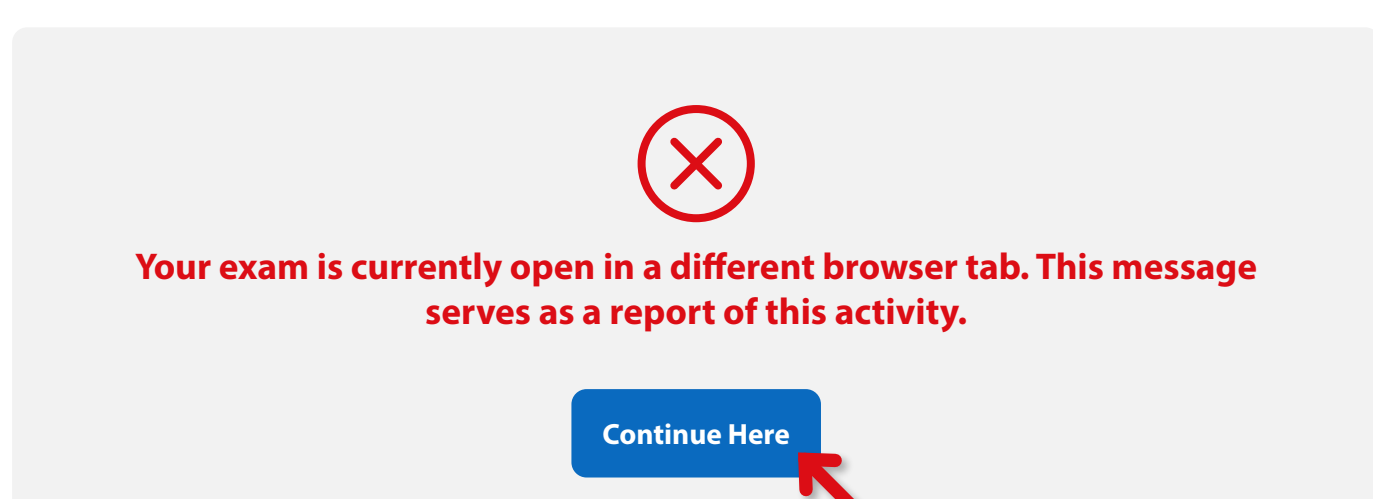 Your exam is currently open in a different browser tab. This message
serves as a report of this activity.
Continue Here